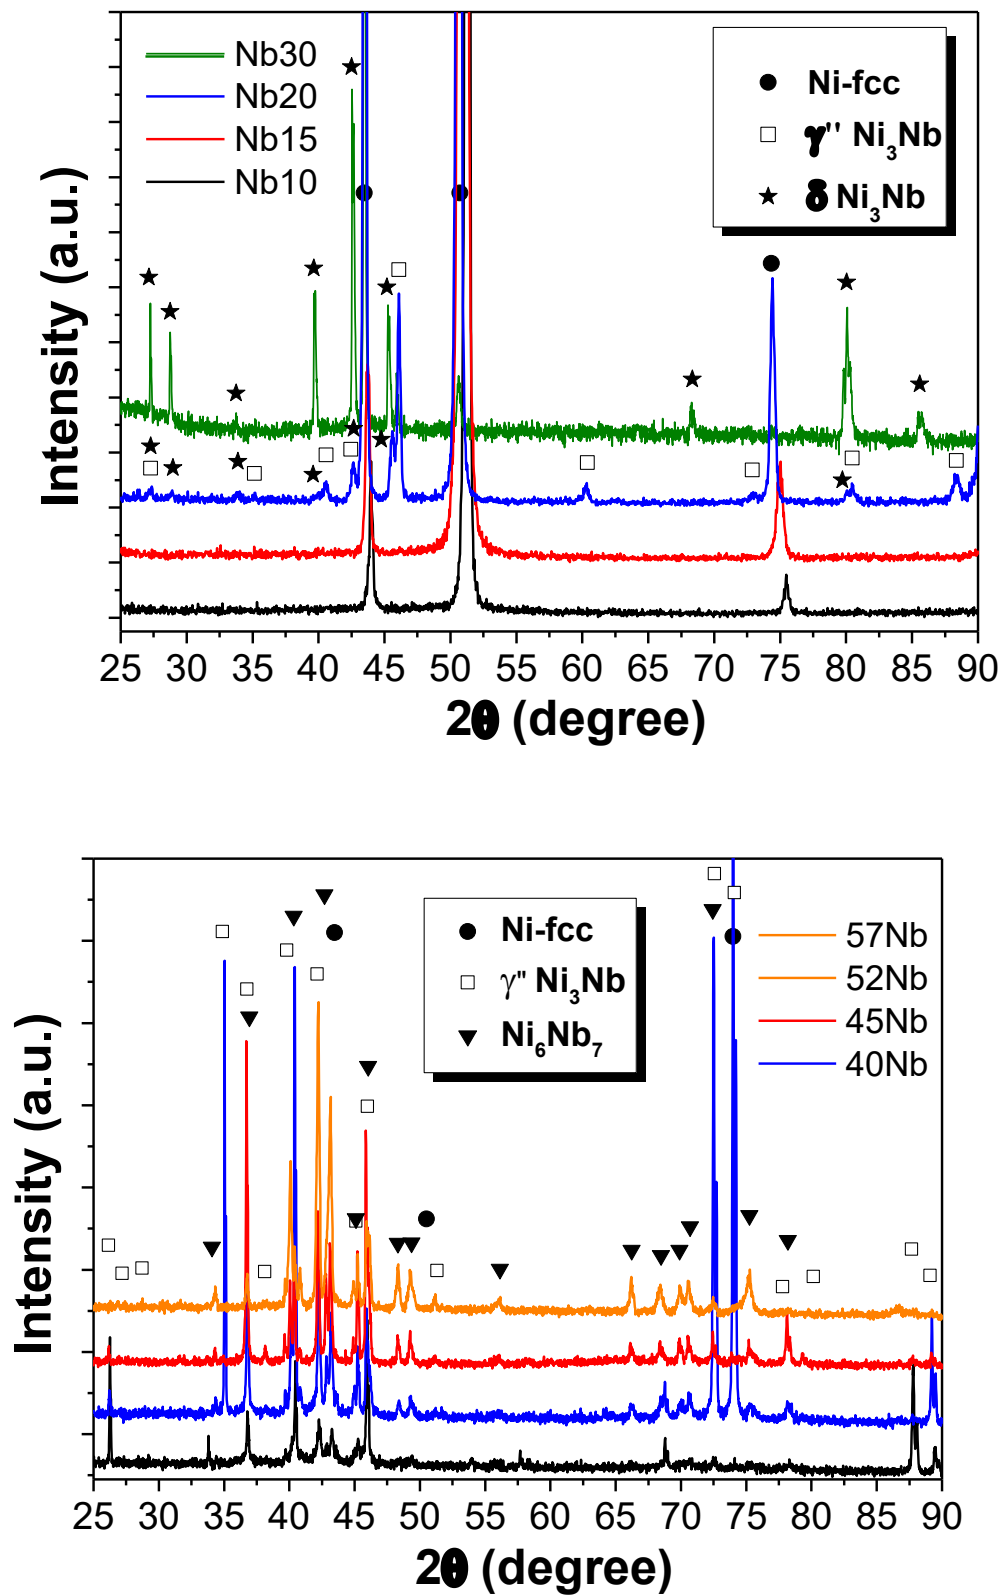 Nb30
Nb20
Nb15
Nb10
● Ni-fcc
□ γ'' Ni₃Nb
★ δ Ni₃Nb
Intensity (a.u.)
25 30 35 40 45 50 55 60 65 70 75 80 85 90
2θ (degree)
● Ni-fcc
□ γ'' Ni₃Nb
▼ Ni₆Nb₇
57Nb
52Nb
45Nb
40Nb
Intensity (a.u.)
25 30 35 40 45 50 55 60 65 70 75 80 85 90
2θ (degree)